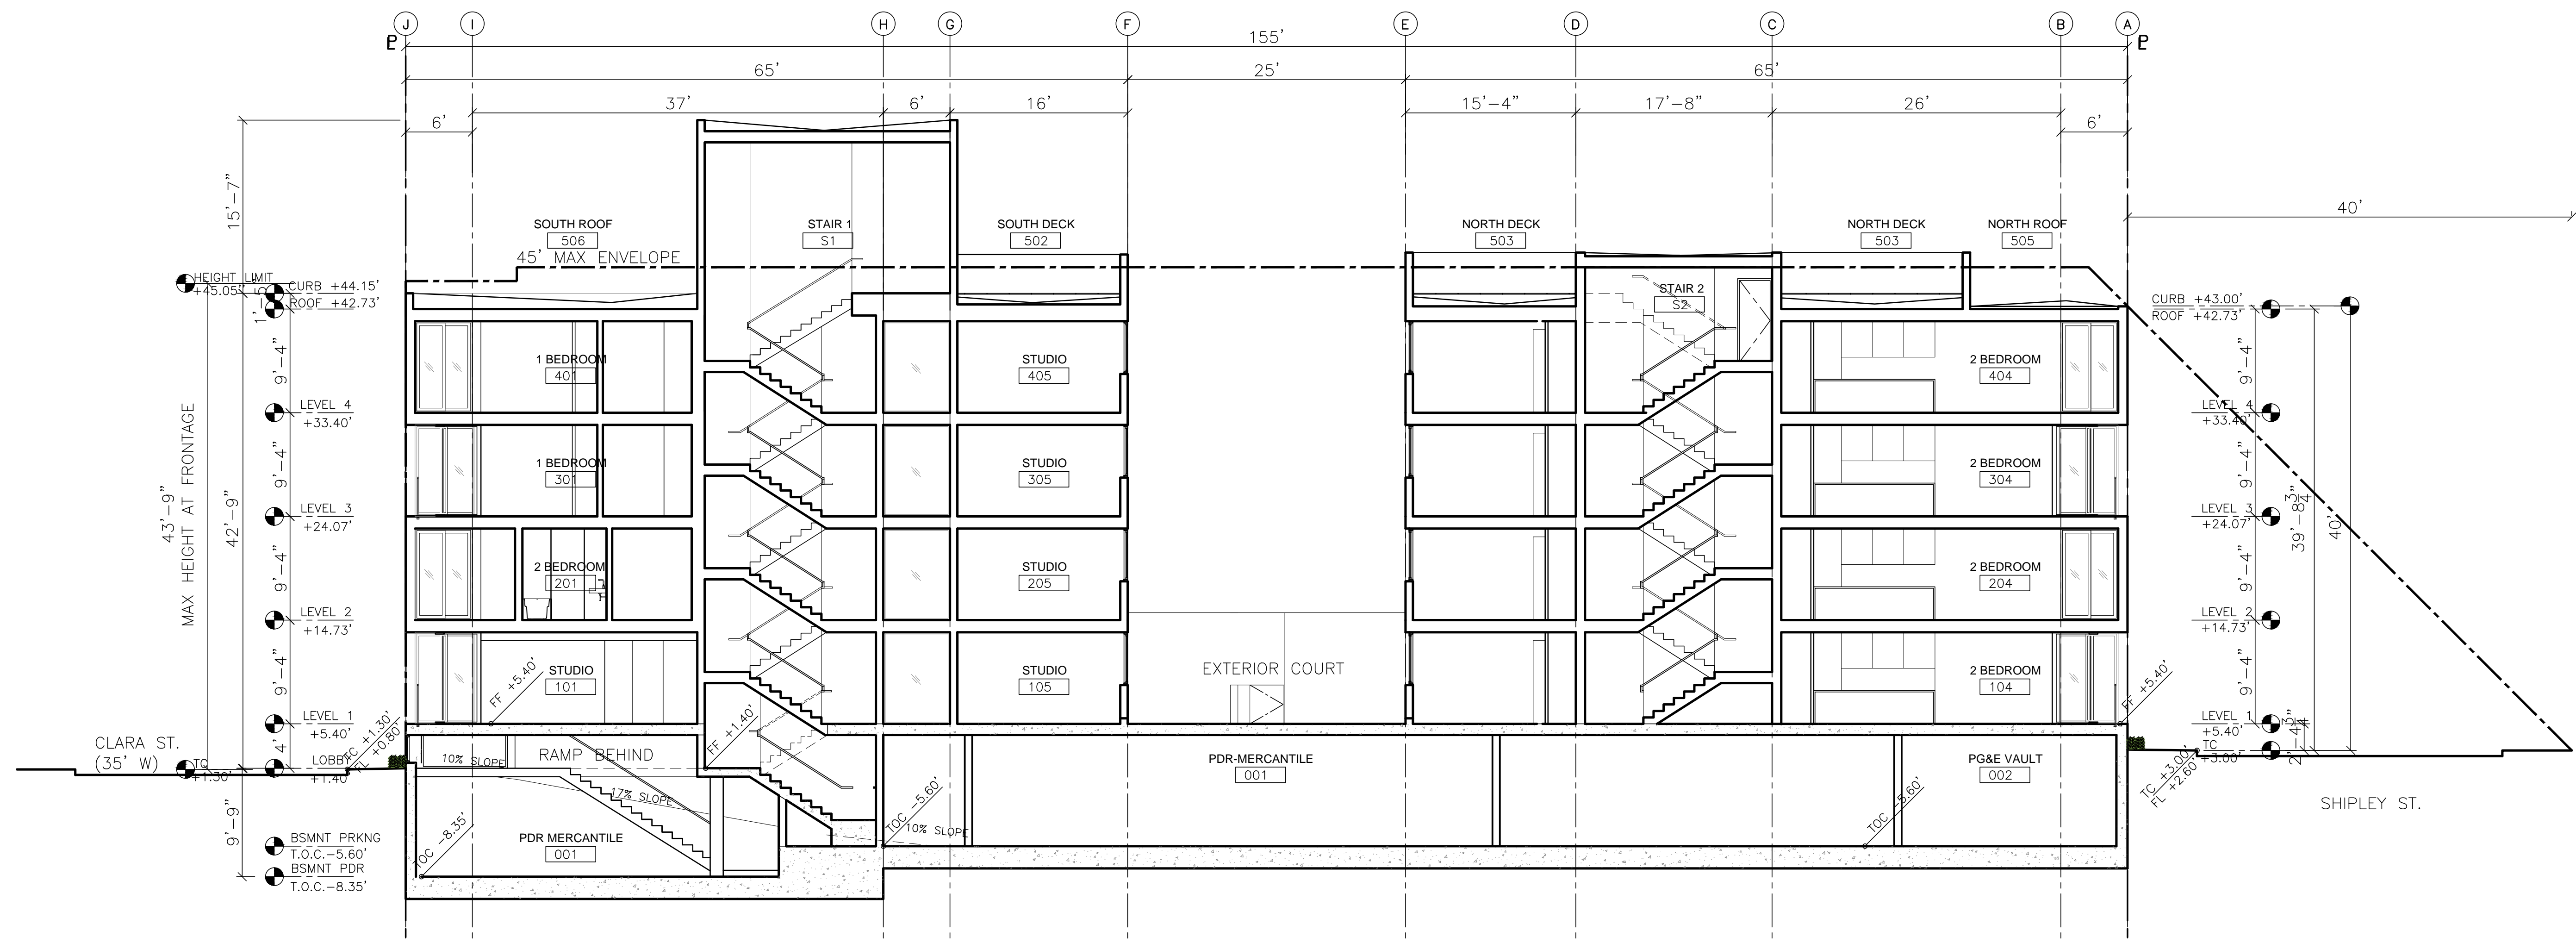 J I H G F E D C B A
P 155' P
65' 25' 65'
37' 6' 16' 15'-4" 17'-8" 26'
6' 6'
40'
15'-7"
SOUTH ROOF
506
STAIR 1
S1
SOUTH DECK
502
NORTH DECK
503
NORTH DECK
503
NORTH ROOF
505
45' MAX ENVELOPE
HEIGHT LIMIT
+45.05'
CURB +44.15'
ROOF +42.73'
STAIR 2
S2
CURB +43.00'
ROOF +42.73'
1 BEDROOM
401
STUDIO
405
2 BEDROOM
404
9'-4"
9'-4"
LEVEL 4
+33.40'
LEVEL 4
+33.40'
1 BEDROOM
301
STUDIO
305
2 BEDROOM
304
9'-4"
9'-4"
43'-9"
MAX HEIGHT AT FRONTAGE
42'-9"
39'-8 3/4"
40'
LEVEL 3
+24.07'
LEVEL 3
+24.07'
2 BEDROOM
201
STUDIO
205
2 BEDROOM
204
9'-4"
9'-4"
LEVEL 2
+14.73'
LEVEL 2
+14.73'
STUDIO
101
FF +5.40'
STUDIO
105
EXTERIOR COURT
2 BEDROOM
104
FF +5.40'
9'-4"
9'-4"
LEVEL 1
+5.40'
LEVEL 1
+5.40'
CLARA ST.
(35' W)
TC
+1.30'
4'
LOBBY
+1.40'
TC +1.30'
FL +0.80'
10% SLOPE
RAMP BEHIND
FF +1.40'
17% SLOPE
PDR-MERCANTILE
001
PG&E VAULT
002
TC +3.00'
FL +2.60'
TC
+3.00'
SHIPLEY ST.
9'-9"
PDR MERCANTILE
001
TOC -8.35'
TOC -5.60'
10% SLOPE
TOC -5.60'
BSMNT PRKNG
T.O.C.-5.60'
BSMNT PDR
T.O.C.-8.35'